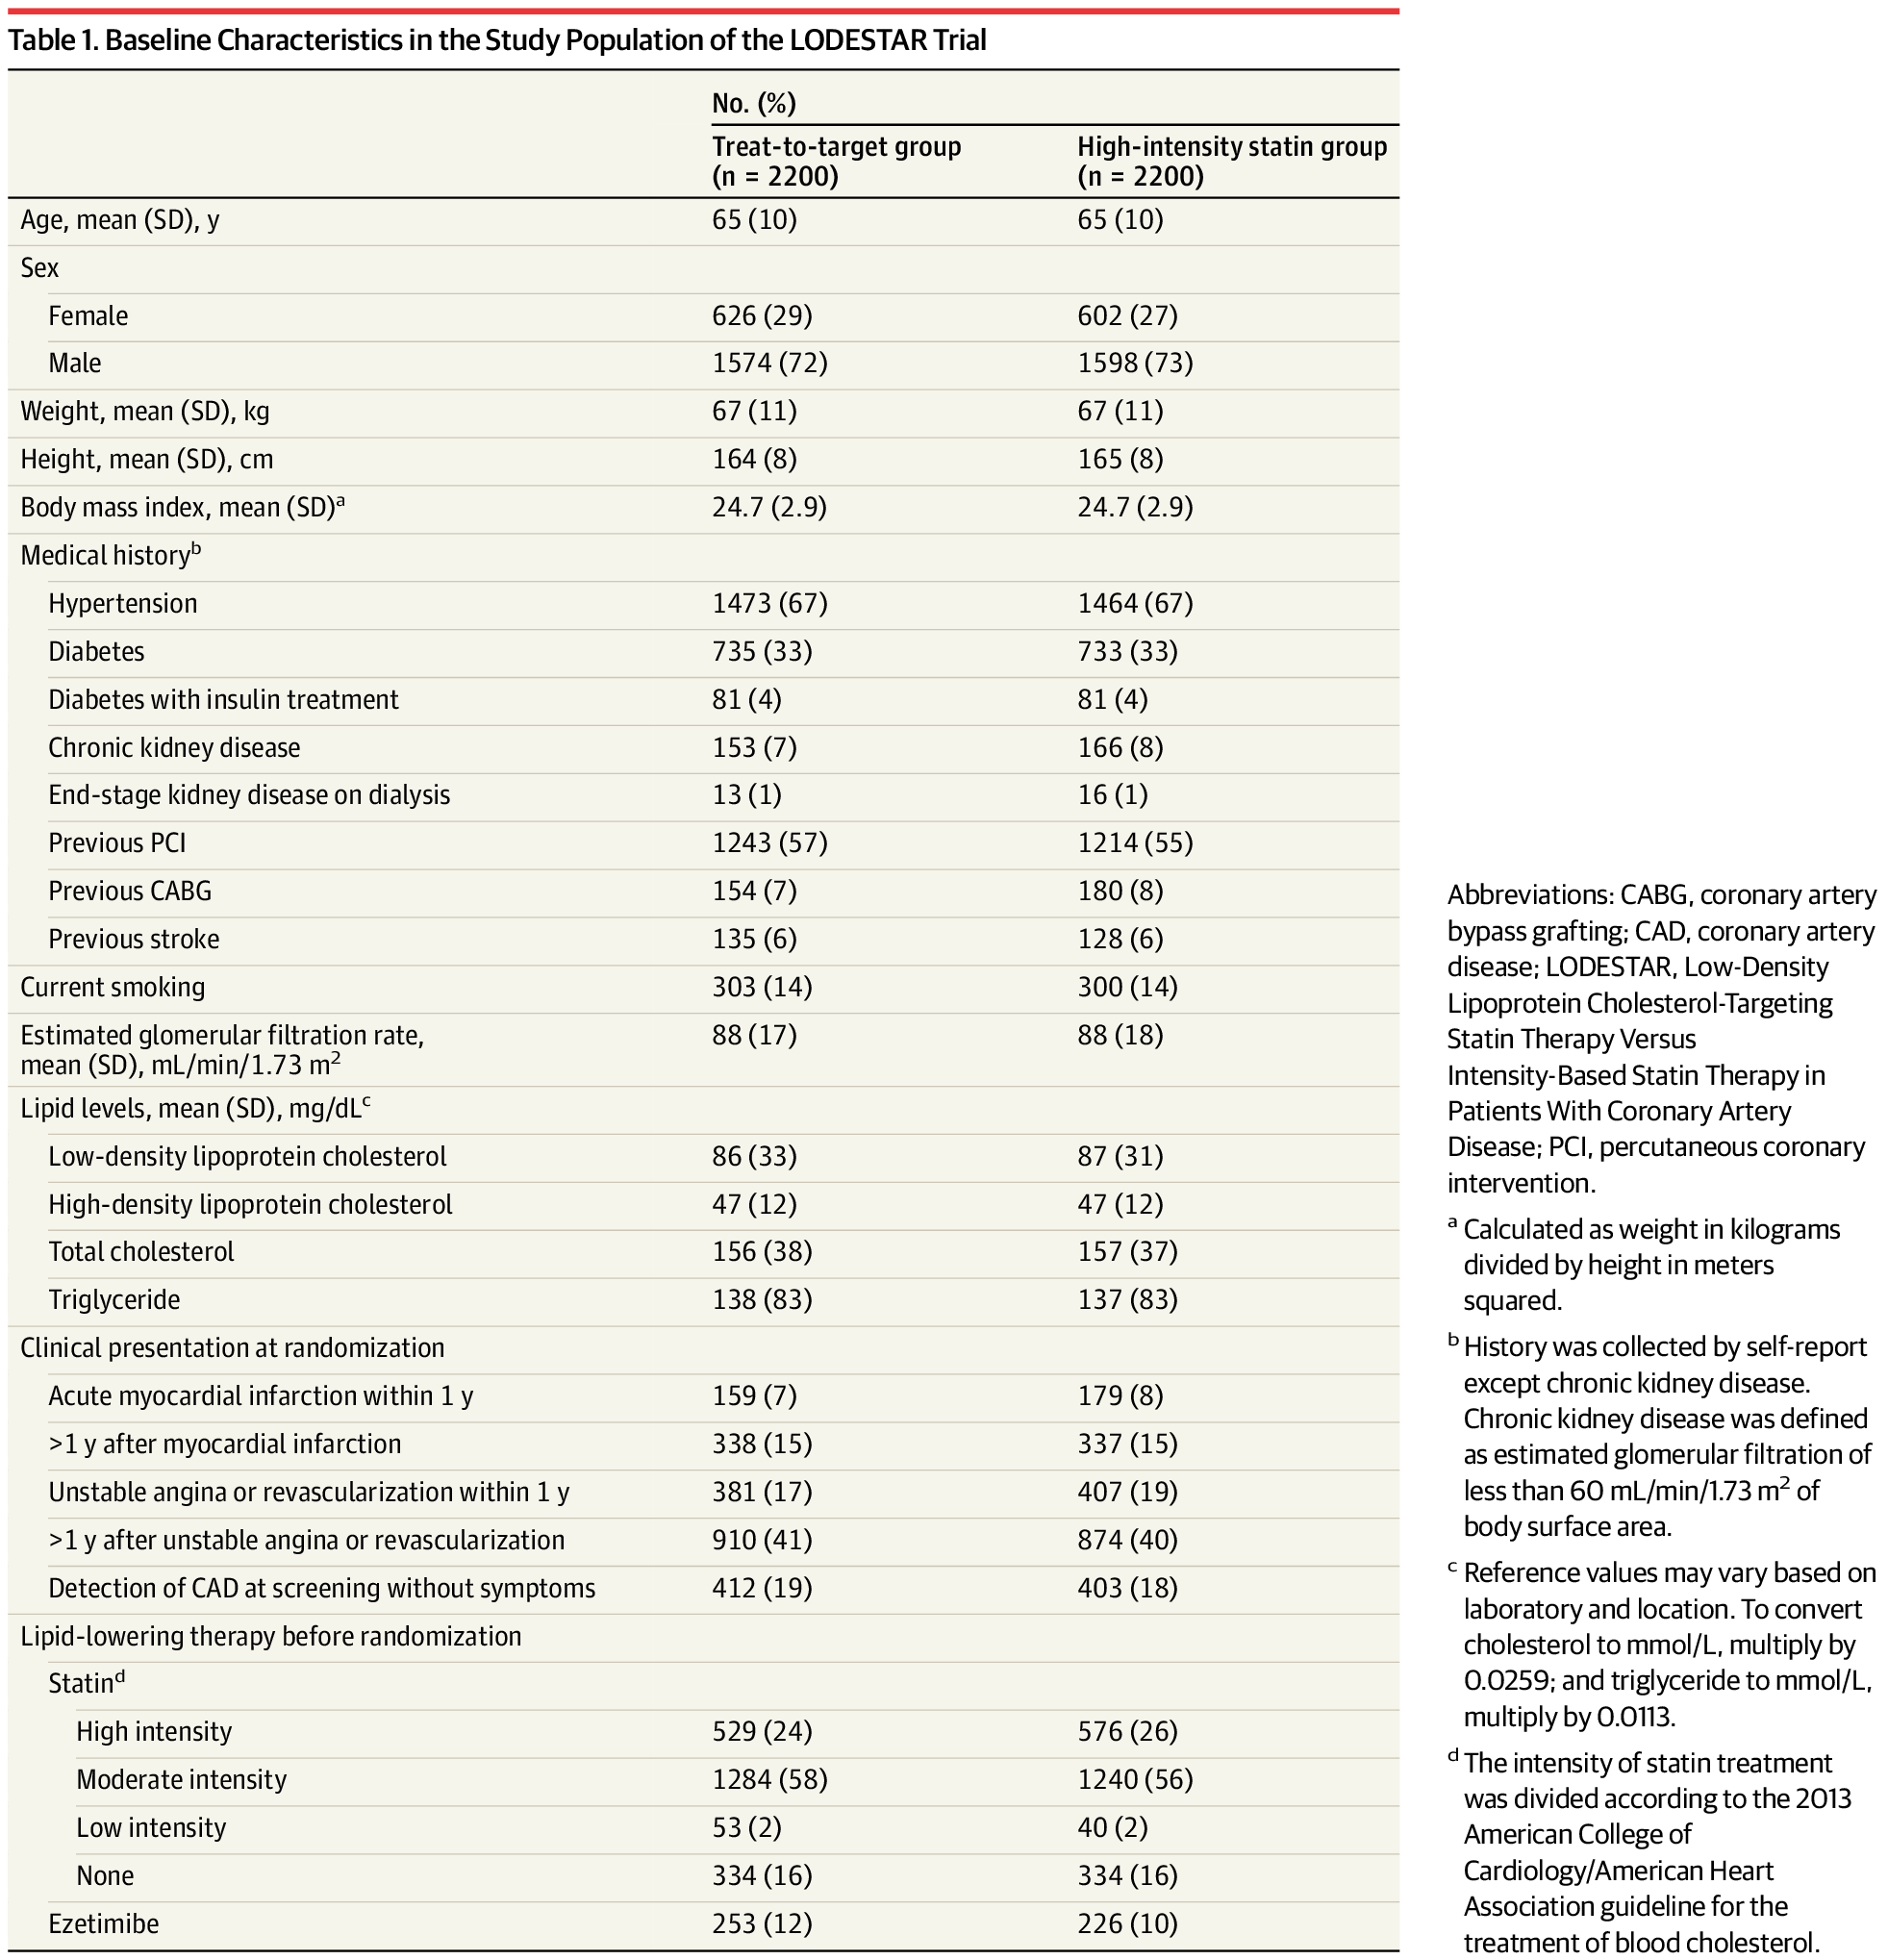 Table 1. Baseline Characteristics in the Study Population of the LODESTAR Trial
No. (%)
Treat-to-target group (n = 2200) High-intensity statin group (n = 2200)
Age, mean (SD), y 65 (10) 65 (10)
Sex
Female 626 (29) 602 (27)
Male 1574 (72) 1598 (73)
Weight, mean (SD), kg 67 (11) 67 (11)
Height, mean (SD), cm 164 (8) 165 (8)
Body mass index, mean (SD)a 24.7 (2.9) 24.7 (2.9)
Medical historyb
Hypertension 1473 (67) 1464 (67)
Diabetes 735 (33) 733 (33)
Diabetes with insulin treatment 81 (4) 81 (4)
Chronic kidney disease 153 (7) 166 (8)
End-stage kidney disease on dialysis 13 (1) 16 (1)
Previous PCI 1243 (57) 1214 (55)
Previous CABG 154 (7) 180 (8)
Previous stroke 135 (6) 128 (6)
Current smoking 303 (14) 300 (14)
Estimated glomerular filtration rate, 88 (17) 88 (18)
mean (SD), mL/min/1.73 m2
Lipid levels, mean (SD), mg/dLc
Low-density lipoprotein cholesterol 86 (33) 87 (31)
High-density lipoprotein cholesterol 47 (12) 47 (12)
Total cholesterol 156 (38) 157 (37)
Triglyceride 138 (83) 137 (83)
Clinical presentation at randomization
Acute myocardial infarction within 1 y 159 (7) 179 (8)
>1 y after myocardial infarction 338 (15) 337 (15)
Unstable angina or revascularization within 1 y 381 (17) 407 (19)
>1 y after unstable angina or revascularization 910 (41) 874 (40)
Detection of CAD at screening without symptoms 412 (19) 403 (18)
Lipid-lowering therapy before randomization
Statind
High intensity 529 (24) 576 (26)
Moderate intensity 1284 (58) 1240 (56)
Low intensity 53 (2) 40 (2)
None 334 (16) 334 (16)
Ezetimibe 253 (12) 226 (10)
Abbreviations: CABG, coronary artery
bypass grafting; CAD, coronary artery
disease; LODESTAR, Low-Density
Lipoprotein Cholesterol-Targeting
Statin Therapy Versus
Intensity-Based Statin Therapy in
Patients With Coronary Artery
Disease; PCI, percutaneous coronary
intervention.
a Calculated as weight in kilograms
divided by height in meters
squared.
b History was collected by self-report
except chronic kidney disease.
Chronic kidney disease was defined
as estimated glomerular filtration of
less than 60 mL/min/1.73 m2 of
body surface area.
c Reference values may vary based on
laboratory and location. To convert
cholesterol to mmol/L, multiply by
0.0259; and triglyceride to mmol/L,
multiply by 0.0113.
d The intensity of statin treatment
was divided according to the 2013
American College of
Cardiology/American Heart
Association guideline for the
treatment of blood cholesterol.